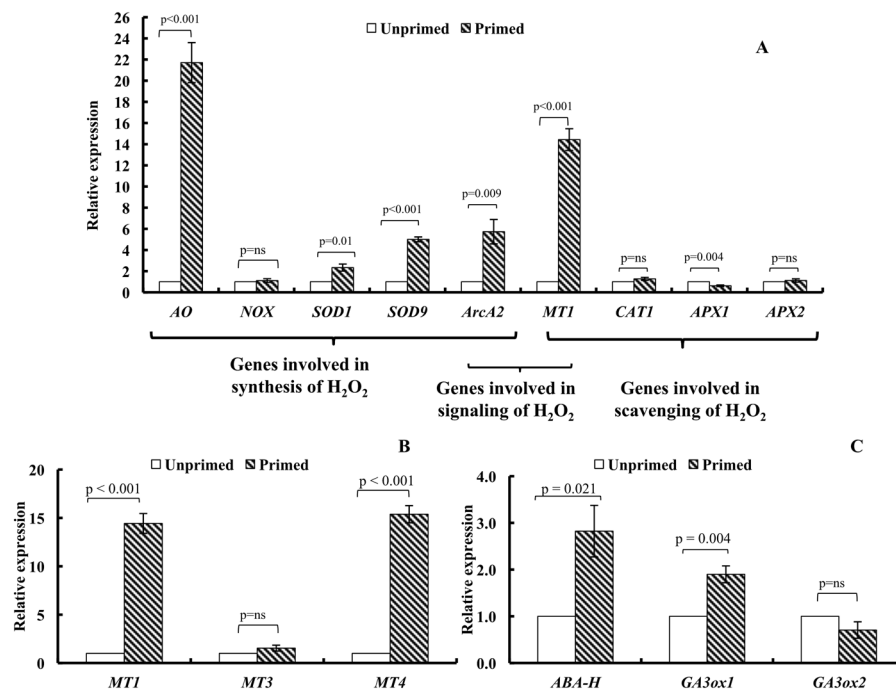 A
Unprimed Primed
Relative expression
26
24
22
20
18
16
14
12
10
8
6
4
2
0
p<0.001
p=ns
p=0.01
p<0.001
p=0.009
p<0.001
p=ns
p=0.004
p=ns
AO NOX SOD1 SOD9 ArcA2 MT1 CAT1 APX1 APX2
Genes involved in
synthesis of H2O2
Genes involved in
signaling of H2O2
Genes involved in
scavenging of H2O2
B
Unprimed Primed
Relative expression
20
15
10
5
0
p < 0.001
p=ns
p < 0.001
MT1 MT3 MT4
C
Unprimed Primed
Relative expression
4.0
3.0
2.0
1.0
0.0
p = 0.021
p = 0.004
p=ns
ABA-H GA3ox1 GA3ox2